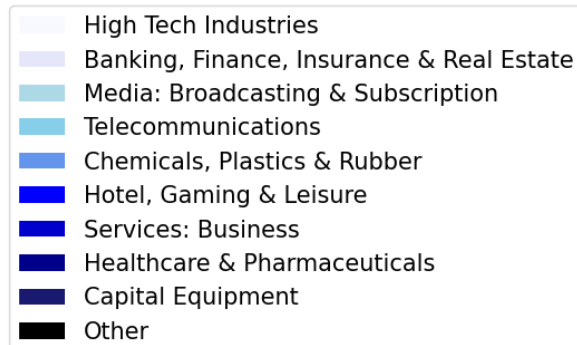 High Tech Industries
Banking, Finance, Insurance & Real Estate
Media: Broadcasting & Subscription
Telecommunications
Chemicals, Plastics & Rubber
Hotel, Gaming & Leisure
Services: Business
Healthcare & Pharmaceuticals
Capital Equipment
Other